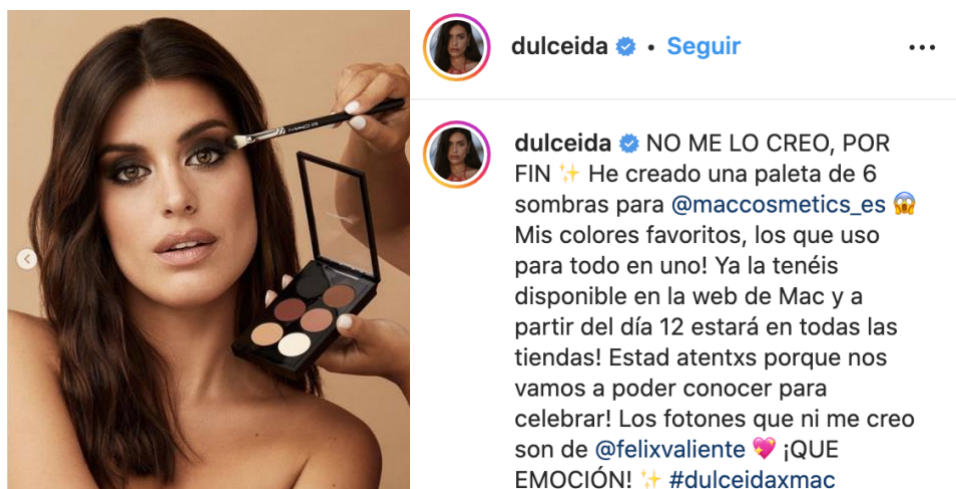 dulceida • Seguir
dulceida NO ME LO CREO, POR
FIN ✨ He creado una paleta de 6
sombras para @maccosmetics_es 😱
Mis colores favoritos, los que uso
para todo en uno! Ya la tenéis
disponible en la web de Mac y a
partir del día 12 estará en todas las
tiendas! Estad atentxs porque nos
vamos a poder conocer para
celebrar! Los fotones que ni me creo
son de @felixvaliente 💖 ¡QUE
EMOCIÓN! ✨ #dulceidaxmac